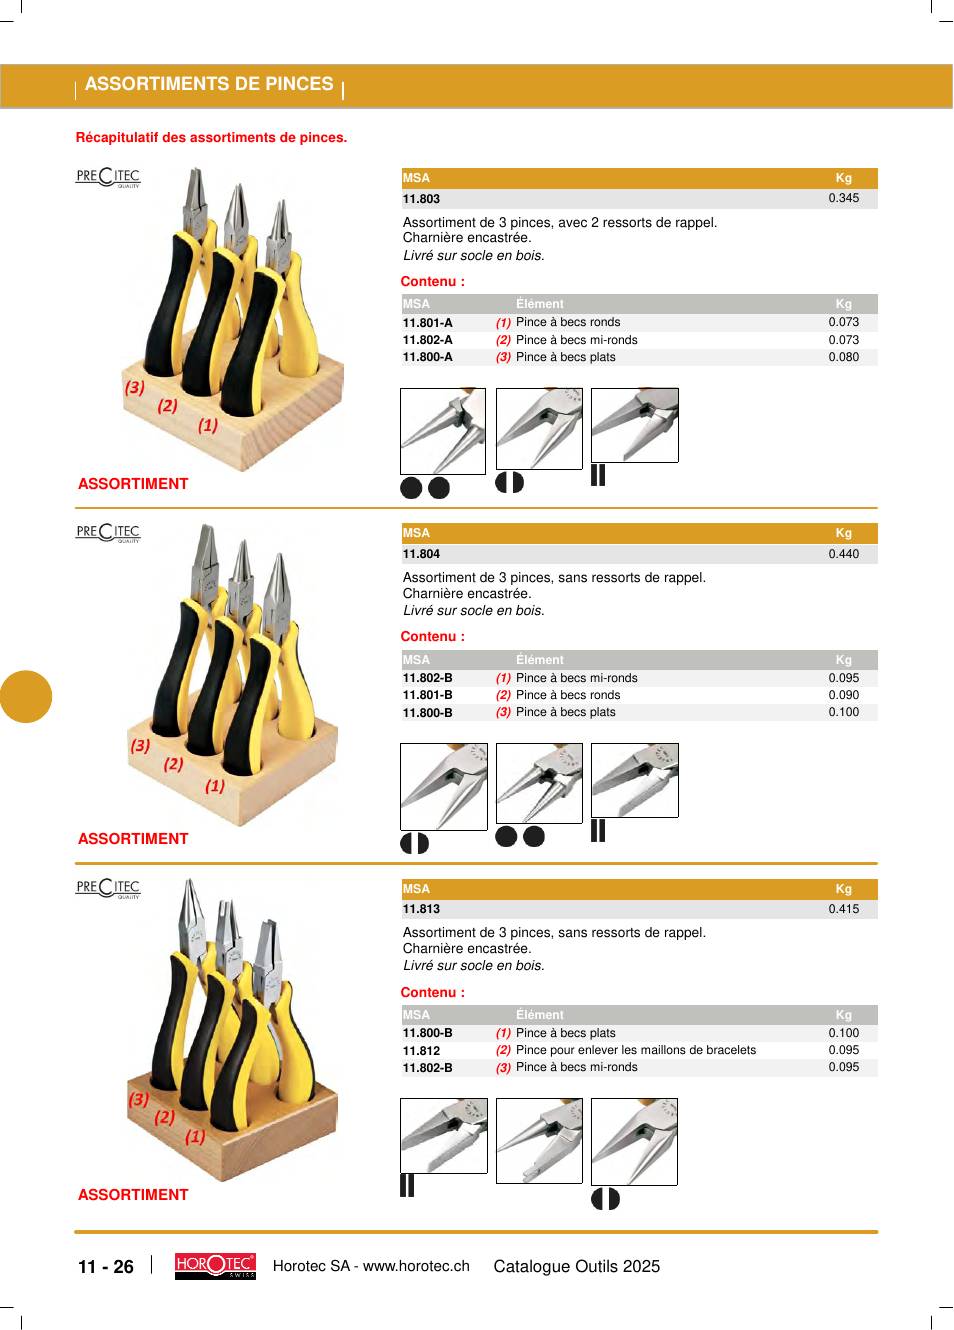 ASSORTIMENTS DE PINCES
Récapitulatif des assortiments de pinces.
PRECITEC
QUALITY
(3)
(2)
(1)
ASSORTIMENT
MSA Kg
11.803 0.345
Assortiment de 3 pinces, avec 2 ressorts de rappel.
Charnière encastrée.
Livré sur socle en bois.
Contenu :
MSA Élément Kg
11.801-A (1) Pince à becs ronds 0.073
11.802-A (2) Pince à becs mi-ronds 0.073
11.800-A (3) Pince à becs plats 0.080
PRECITEC
QUALITY
(3)
(2)
(1)
ASSORTIMENT
MSA Kg
11.804 0.440
Assortiment de 3 pinces, sans ressorts de rappel.
Charnière encastrée.
Livré sur socle en bois.
Contenu :
MSA Élément Kg
11.802-B (1) Pince à becs mi-ronds 0.095
11.801-B (2) Pince à becs ronds 0.090
11.800-B (3) Pince à becs plats 0.100
PRECITEC
QUALITY
(3)
(2)
(1)
ASSORTIMENT
MSA Kg
11.813 0.415
Assortiment de 3 pinces, sans ressorts de rappel.
Charnière encastrée.
Livré sur socle en bois.
Contenu :
MSA Élément Kg
11.800-B (1) Pince à becs plats 0.100
11.812 (2) Pince pour enlever les maillons de bracelets 0.095
11.802-B (3) Pince à becs mi-ronds 0.095
11 - 26 HOROTEC® SWISS Horotec SA - www.horotec.ch Catalogue Outils 2025